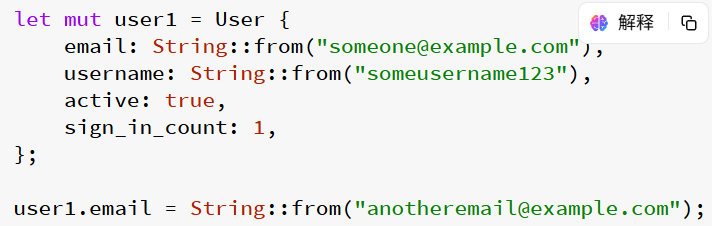 let mut user1 = User {
    email: String::from("someone@example.com"),
    username: String::from("someusername123"),
    active: true,
    sign_in_count: 1,
};

user1.email = String::from("anotheremail@example.com");
解释